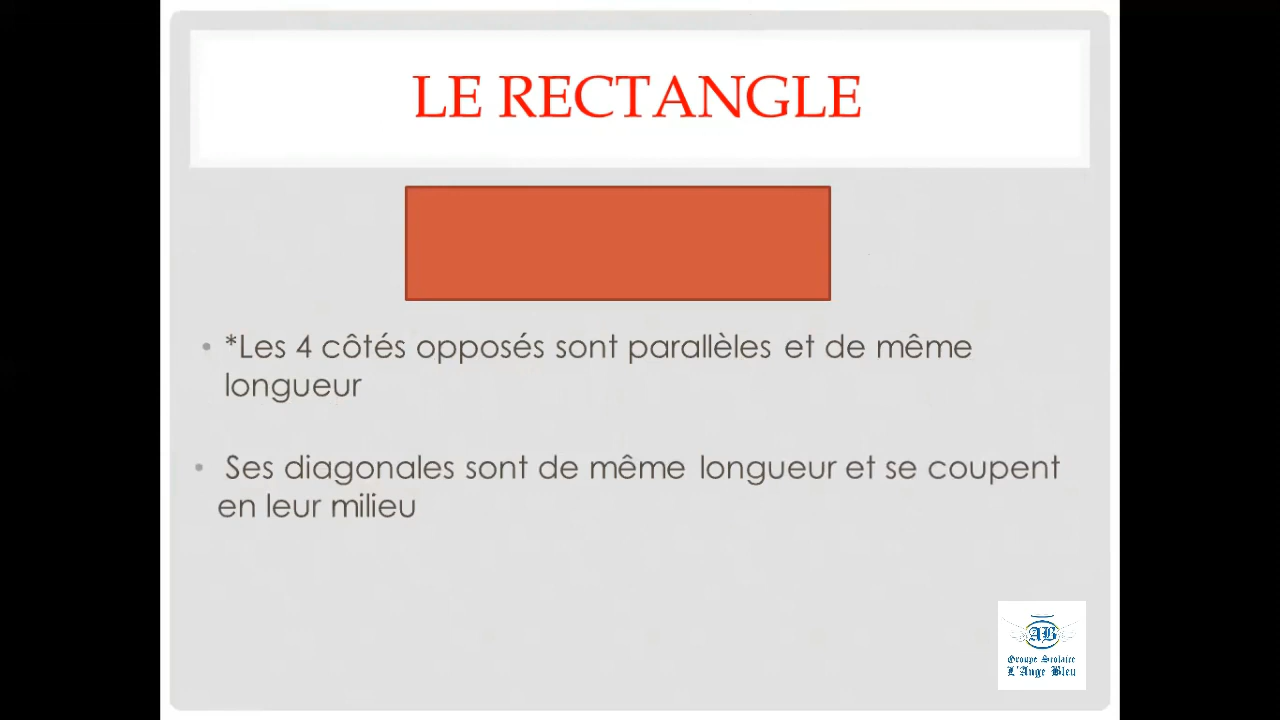 LE RECTANGLE
• *Les 4 côtés opposés sont parallèles et de même
longueur
• Ses diagonales sont de même longueur et se coupent
en leur milieu
AB
Groupe Scolaire
L'Ange Bleu